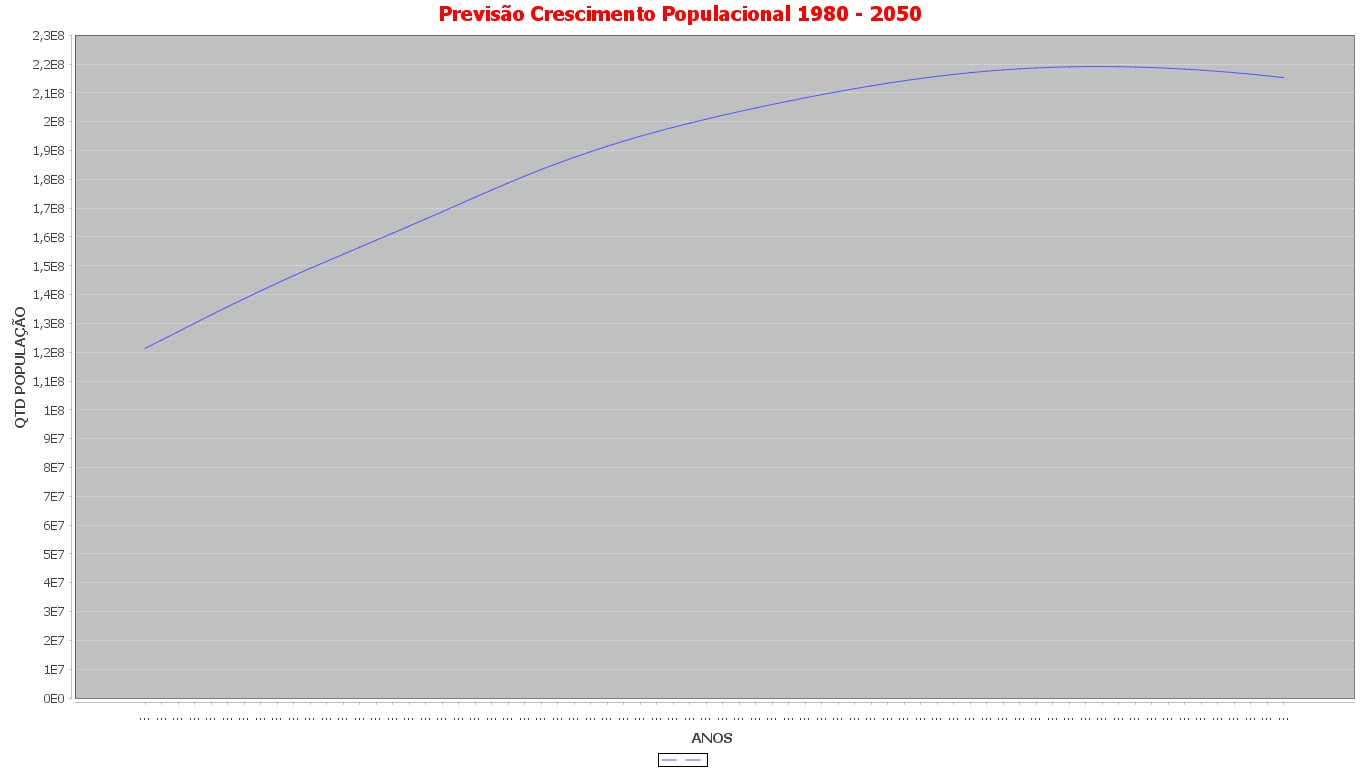 Previsão Crescimento Populacional 1980 - 2050
2,3E8
2,2E8
2,1E8
2E8
1,9E8
1,8E8
1,7E8
1,6E8
1,5E8
1,4E8
1,3E8
1,2E8
1,1E8
1E8
9E7
8E7
7E7
6E7
5E7
4E7
3E7
2E7
1E7
0E0
QTD POPULAÇÃO
... ... ... ... ... ... ... ... ... ... ... ... ... ... ... ... ... ... ... ... ... ... ... ... ... ... ... ... ... ... ... ... ... ... ... ... ... ... ... ... ... ... ... ... ... ... ... ... ... ... ... ... ... ... ... ... ... ... ... ... ... ... ... ... ... ... ... ... ... ...
ANOS